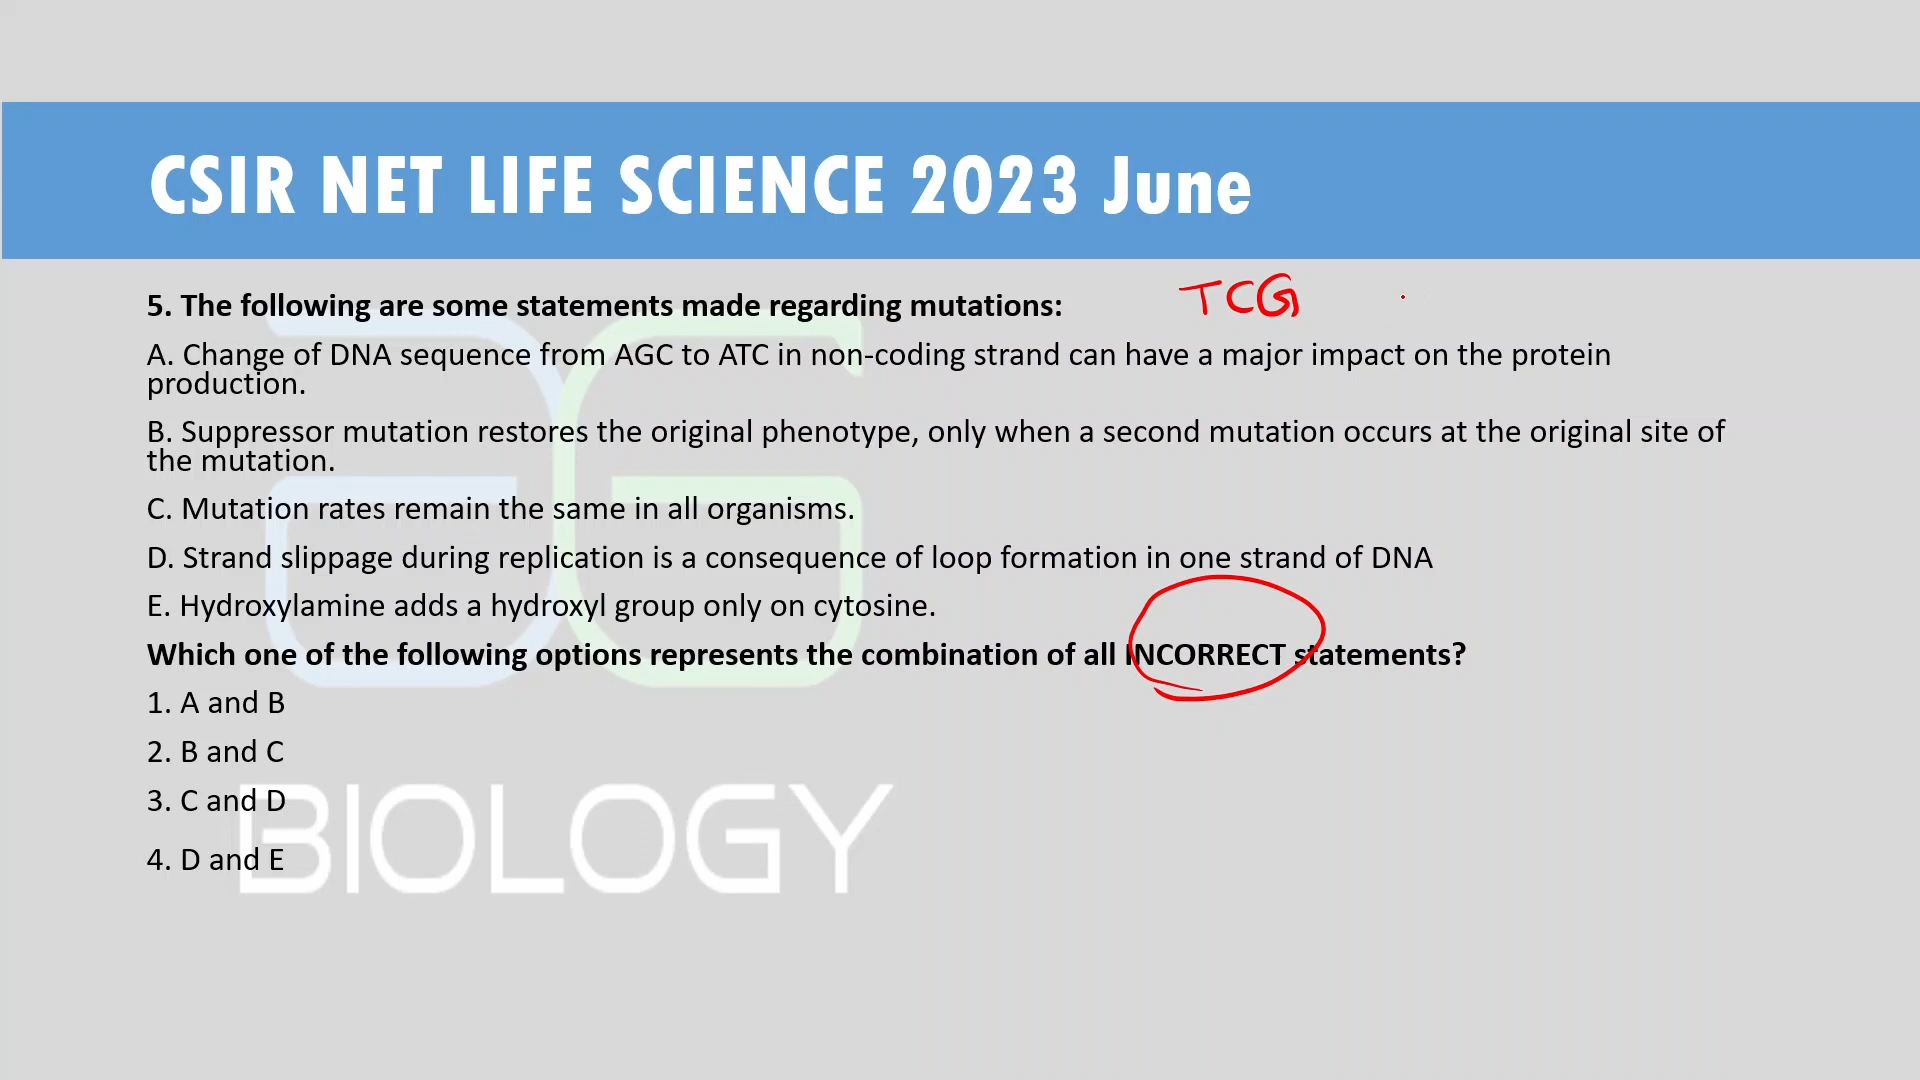 CSIR NET LIFE SCIENCE 2023 June
5. The following are some statements made regarding mutations:
TCG
A. Change of DNA sequence from AGC to ATC in non-coding strand can have a major impact on the protein
production.
B. Suppressor mutation restores the original phenotype, only when a second mutation occurs at the original site of
the mutation.
C. Mutation rates remain the same in all organisms.
D. Strand slippage during replication is a consequence of loop formation in one strand of DNA
E. Hydroxylamine adds a hydroxyl group only on cytosine.
Which one of the following options represents the combination of all INCORRECT statements?
1. A and B
2. B and C
3. C and D
4. D and E
BIOLOGY